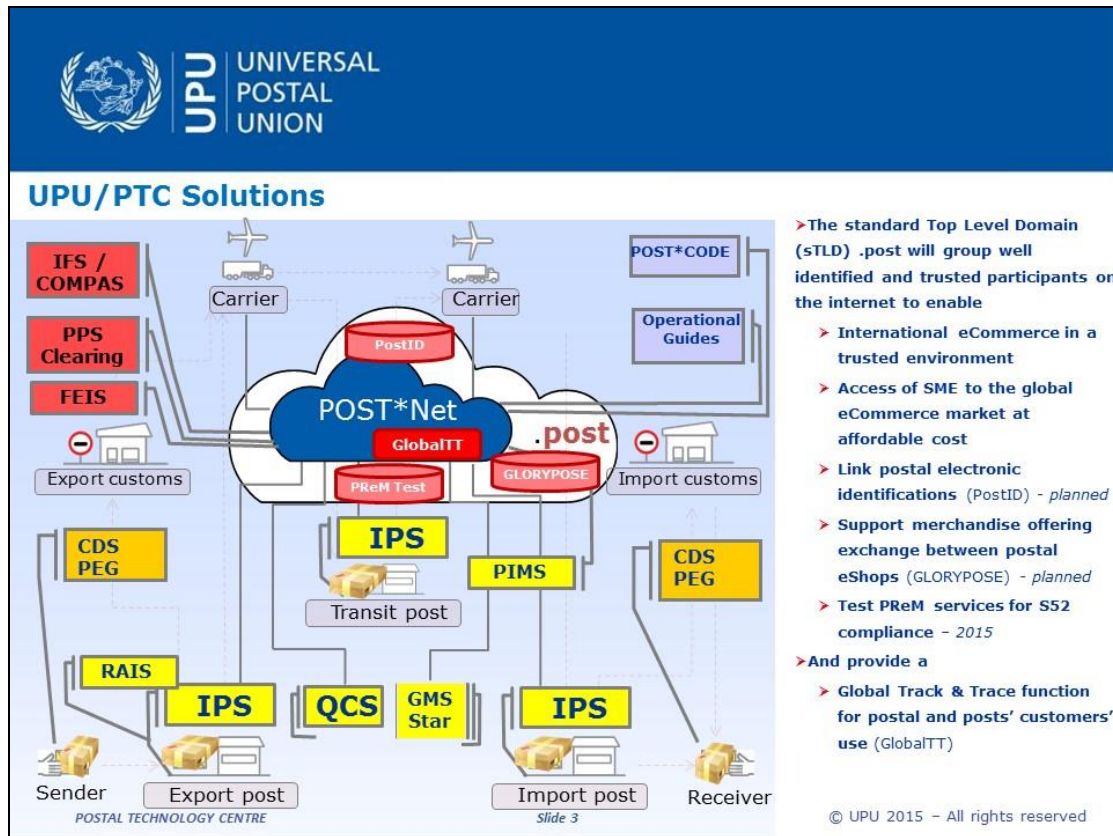 UPU
UNIVERSAL
POSTAL
UNION
UPU/PTC Solutions
IFS /
COMPAS
PPS
Clearing
FEIS
Carrier
Carrier
POST*CODE
Operational
Guides
PostID
POST*Net
GlobalTT
.post
PReM Test
GLORYPOSE
Export customs
Import customs
CDS
PEG
IPS
PIMS
CDS
PEG
Transit post
RAIS
IPS
QCS
GMS
Star
IPS
Sender
Export post
Import post
Receiver
➢The standard Top Level Domain
(sTLD) .post will group well
identified and trusted participants on
the internet to enable
➢ International eCommerce in a
trusted environment
➢ Access of SME to the global
eCommerce market at
affordable cost
➢ Link postal electronic
identifications (PostID) - planned
➢ Support merchandise offering
exchange between postal
eShops (GLORYPOSE) - planned
➢ Test PReM services for S52
compliance – 2015
➢And provide a
➢ Global Track & Trace function
for postal and posts’ customers’
use (GlobalTT)
POSTAL TECHNOLOGY CENTRE
Slide 3
© UPU 2015 – All rights reserved